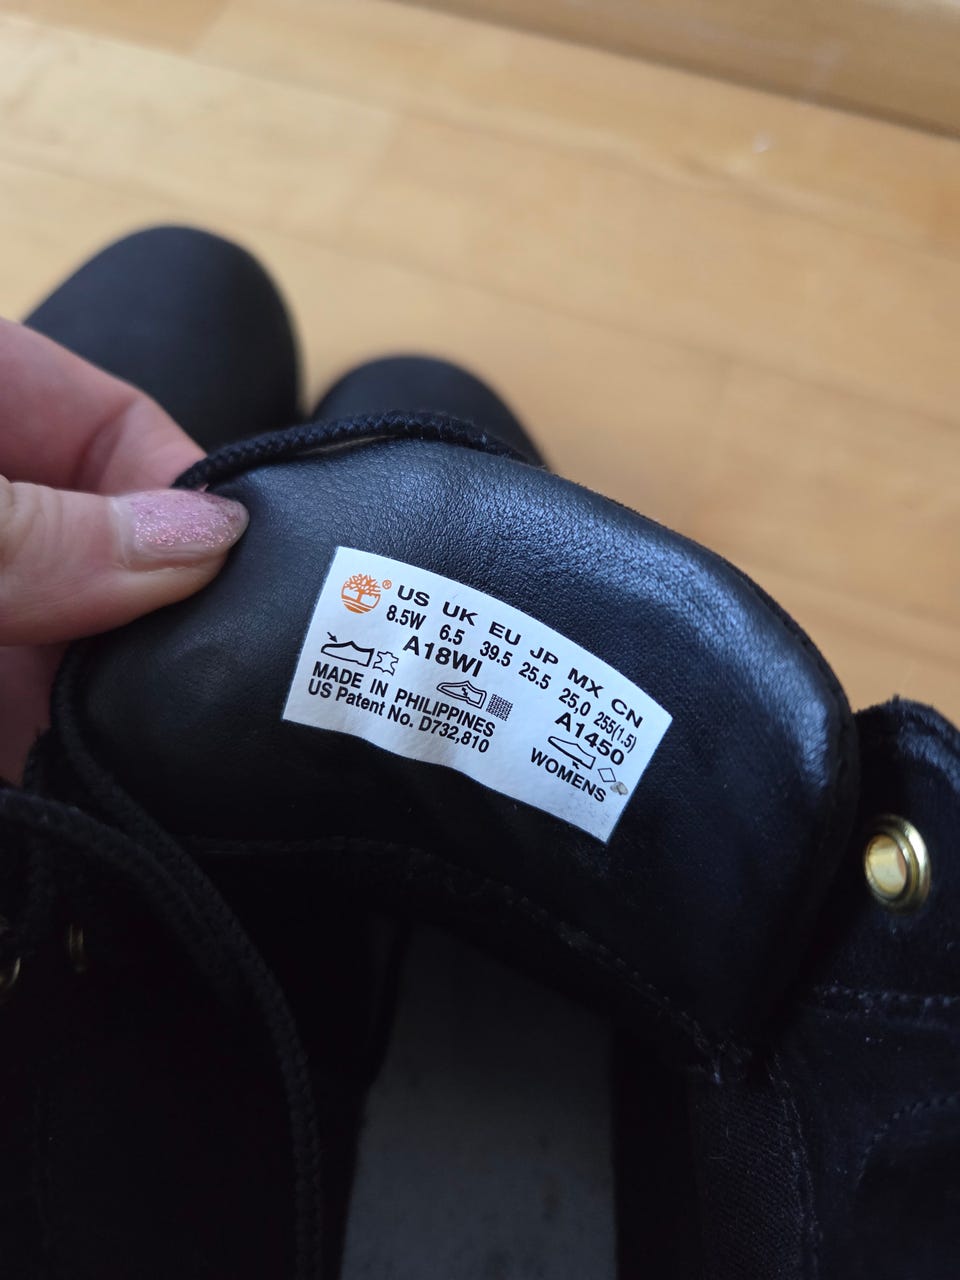 ®
US UK EU JP MX CN
8.5W 6.5 39.5 25.5 25,0 255(1.5)
A18WI A1450
MADE IN PHILIPPINES
US Patent No. D732,810
WOMENS